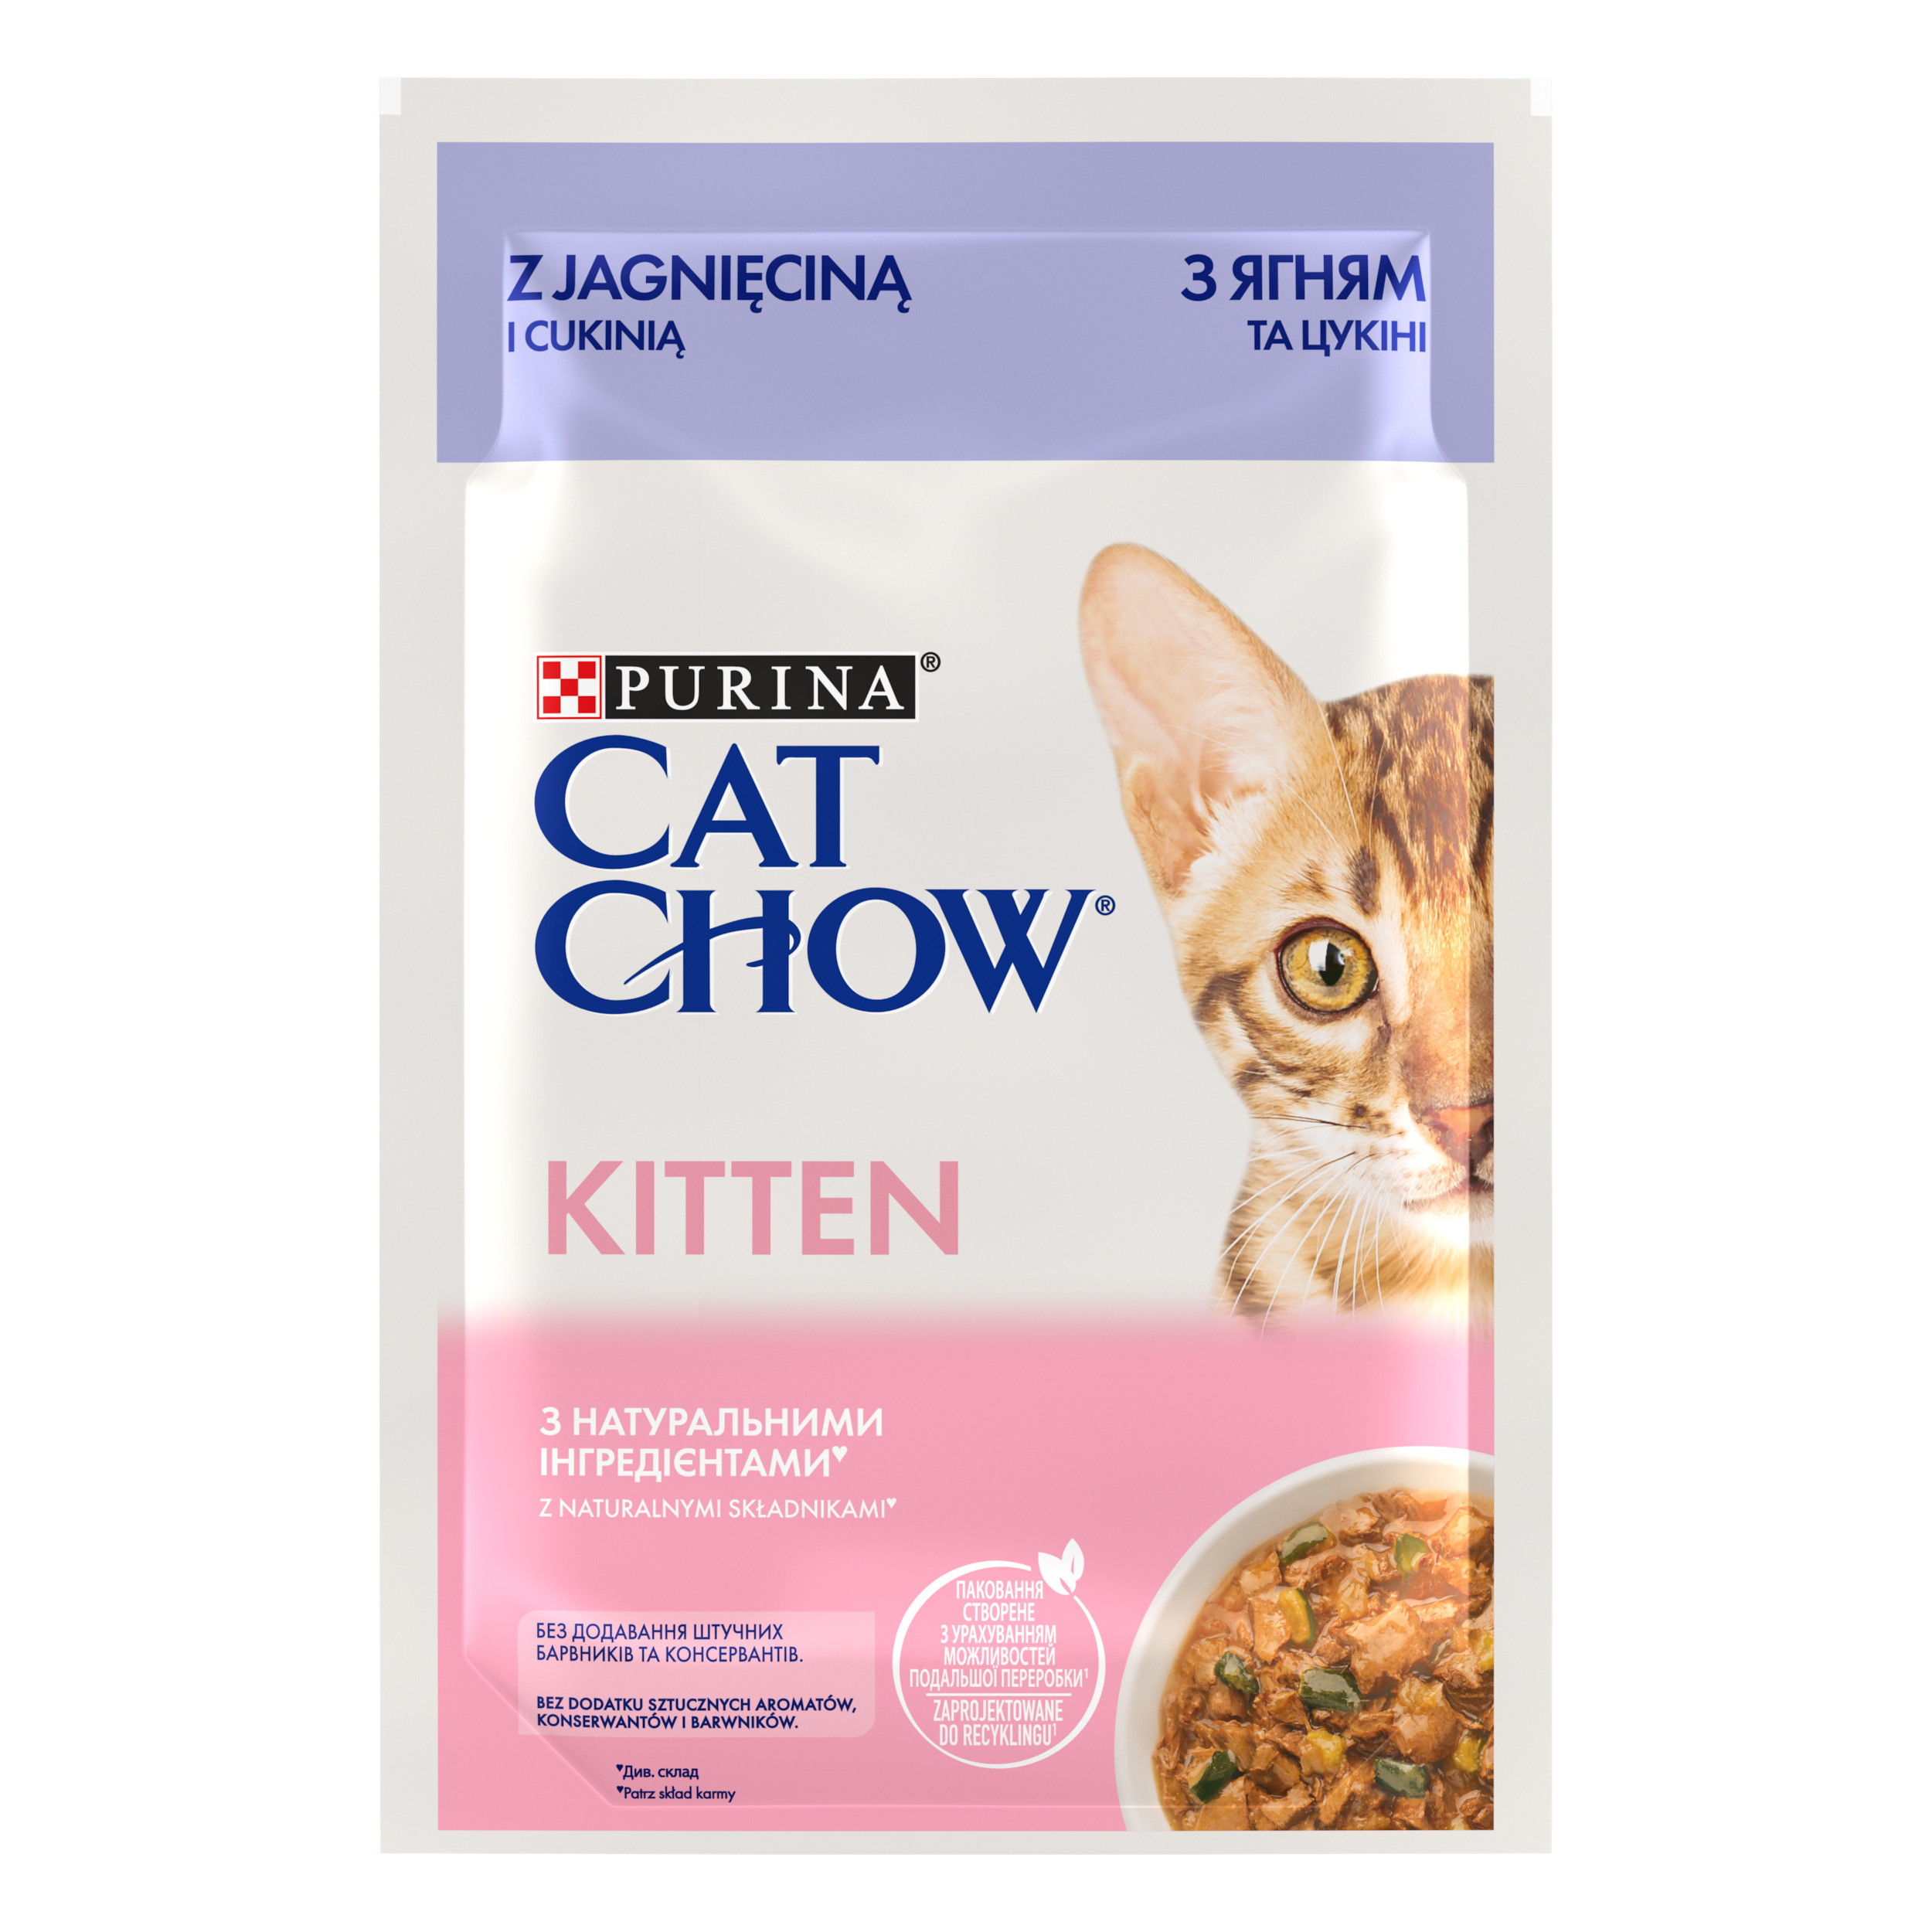 Z JAGNIĘCINĄ
I CUKINIĄ
З ЯГНЯМ
ТА ЦУКІНІ
PURINA®
CAT
CHOW®
KITTEN
З НАТУРАЛЬНИМИ
ІНГРЕДІЄНТАМИ♥
Z NATURALNYMI SKŁADNIKAMI♥
БЕЗ ДОДАВАННЯ ШТУЧНИХ
БАРВНИКІВ ТА КОНСЕРВАНТІВ.
BEZ DODATKU SZTUCZNYCH AROMATÓW,
KONSERWANTÓW I BARWNIKÓW.
♥Див. склад
♥Patrz skład karmy
ПАКОВАННЯ
СТВОРЕНЕ
З УРАХУВАННЯМ
МОЖЛИВОСТЕЙ
ПОДАЛЬШОЇ ПЕРЕРОБКИ¹
ZAPROJEKTOWANE
DO RECYKLINGU¹